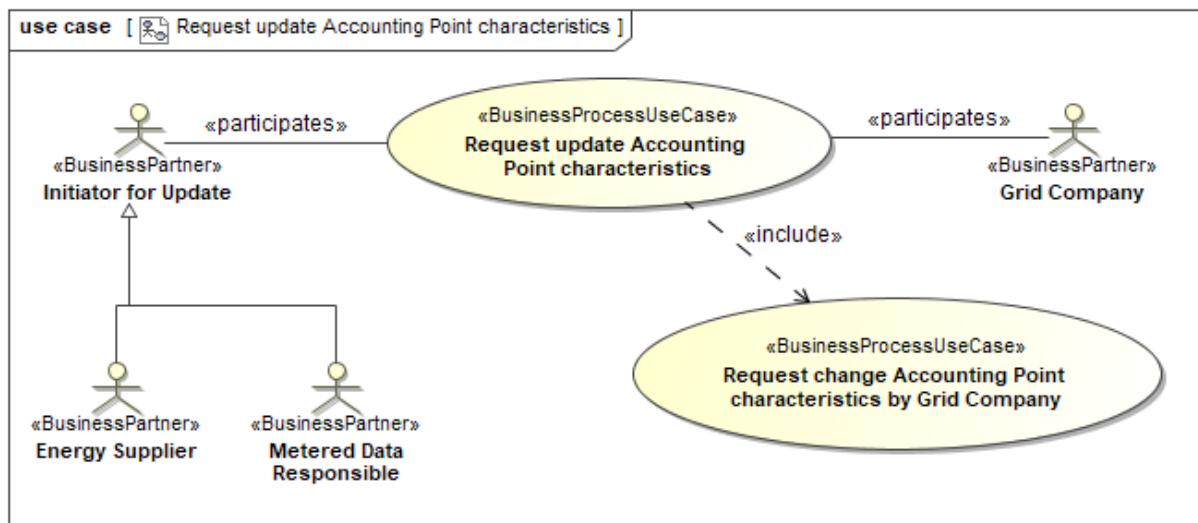 use case [ Request update Accounting Point characteristics ]
«participates»
«BusinessProcessUseCase»
Request update Accounting
Point characteristics
«participates»
«BusinessPartner»
Initiator for Update
«BusinessPartner»
Grid Company
«include»
«BusinessProcessUseCase»
Request change Accounting Point
characteristics by Grid Company
«BusinessPartner»
Energy Supplier
«BusinessPartner»
Metered Data
Responsible